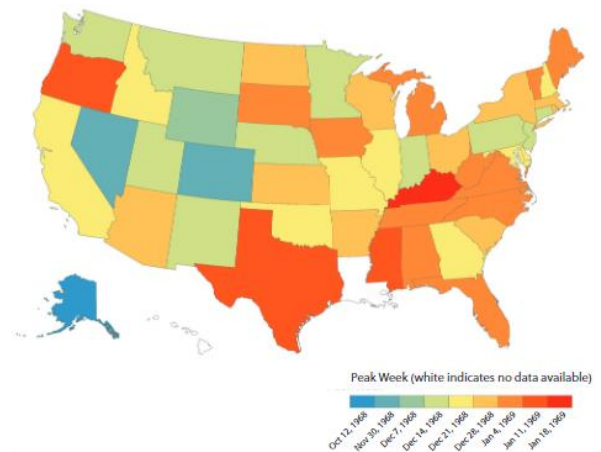 Peak Week (white indicates no data available)
Oct 12, 1968
Nov 30, 1968
Dec 7, 1968
Dec 14, 1968
Dec 21, 1968
Dec 28, 1968
Jan 4, 1969
Jan 11, 1969
Jan 18, 1969